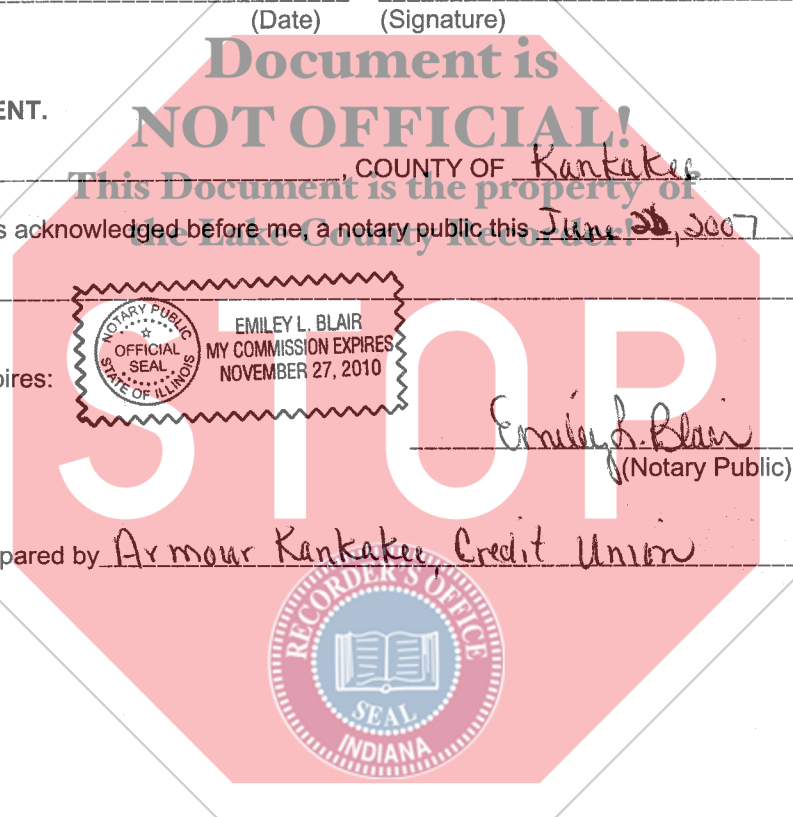 (Date) (Signature)
Document is
NOT OFFICIAL!
ENT.
, COUNTY OF Kankakee
This Document is the property of
the Lake County Recorder!
s acknowledged before me, a notary public this June , 2007
NOTARY PUBLIC
OFFICIAL
SEAL
STATE OF ILLINOIS
EMILEY L. BLAIR
MY COMMISSION EXPIRES
NOVEMBER 27, 2010
pires:
STOP
Emiley L. Blair
(Notary Public)
pared by Armour Kankakee, Credit Union
RECORDER'S OFFICE
SEAL
INDIANA